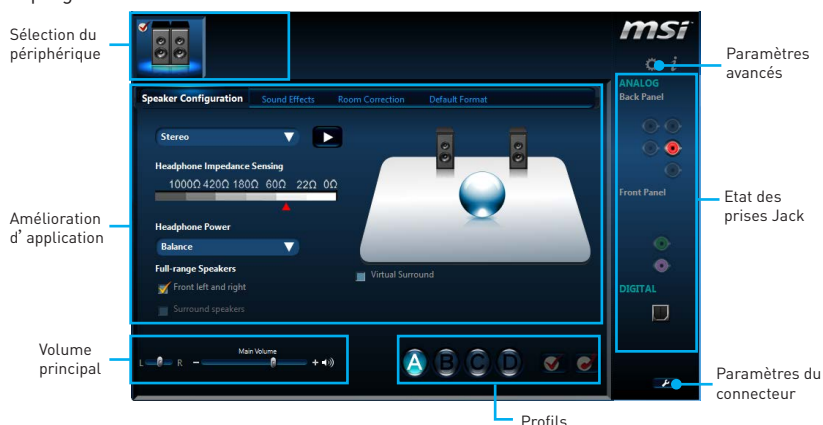 Sélection du
périphérique
msi
Paramètres
avancés
ANALOG
Back Panel
Speaker Configuration
Sound Effects
Room Correction
Default Format
Stereo
Headphone Impedance Sensing
1000Ω 420Ω 180Ω 60Ω 22Ω 0Ω
Front Panel
Etat des
prises Jack
Amélioration
d'application
Headphone Power
Balance
Full-range Speakers
Front left and right
Virtual Surround
Surround speakers
DIGITAL
Volume
principal
Main Volume
L R - +
A B C D
Paramètres du
connecteur
Profils